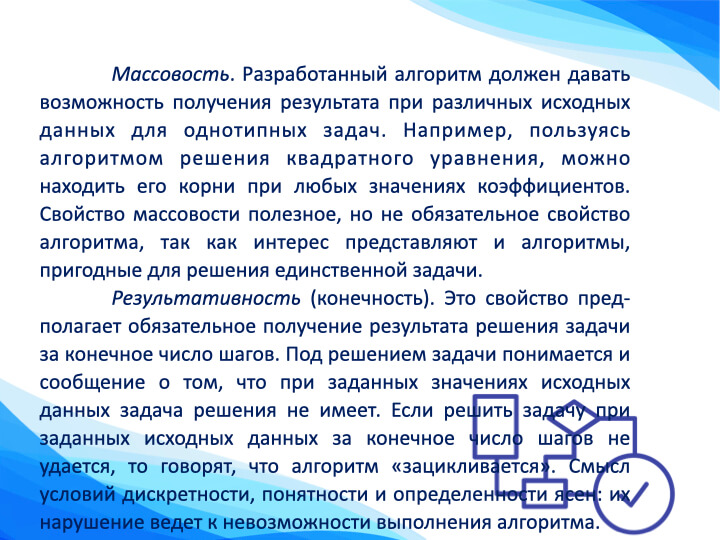 Массовость. Разработанный алгоритм должен давать
возможность получения результата при различных исходных
данных для однотипных задач. Например, пользуясь
алгоритмом решения квадратного уравнения, можно
находить его корни при любых значениях коэффициентов.
Свойство массовости полезное, но не обязательное свойство
алгоритма, так как интерес представляют и алгоритмы,
пригодные для решения единственной задачи.
Результативность (конечность). Это свойство пред-
полагает обязательное получение результата решения задачи
за конечное число шагов. Под решением задачи понимается и
сообщение о том, что при заданных значениях исходных
данных задача решения не имеет. Если решить задачу при
заданных исходных данных за конечное число шагов не
удается, то говорят, что алгоритм «зацикливается». Смысл
условий дискретности, понятности и определенности ясен: их
нарушение ведет к невозможности выполнения алгоритма.